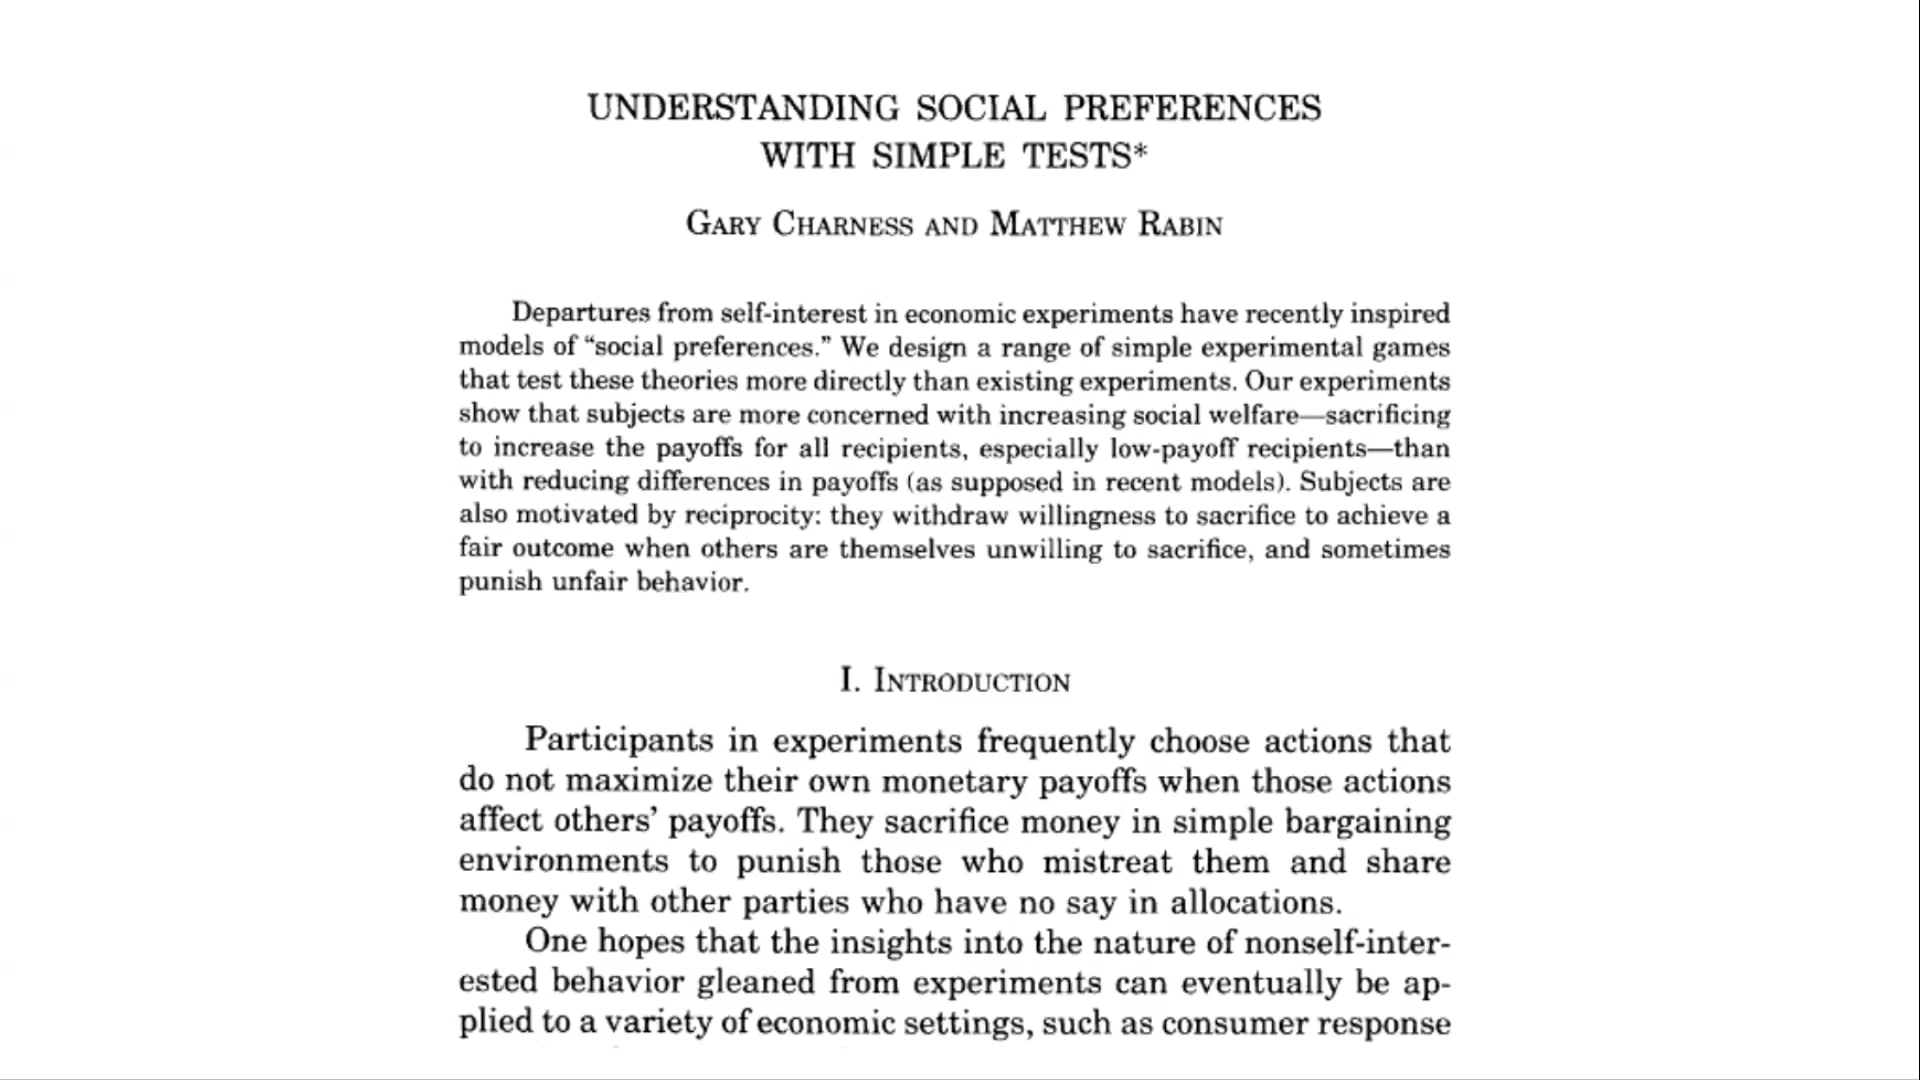 UNDERSTANDING SOCIAL PREFERENCES
WITH SIMPLE TESTS*
GARY CHARNESS AND MATTHEW RABIN
Departures from self-interest in economic experiments have recently inspired
models of “social preferences.” We design a range of simple experimental games
that test these theories more directly than existing experiments. Our experiments
show that subjects are more concerned with increasing social welfare—sacrificing
to increase the payoffs for all recipients, especially low-payoff recipients—than
with reducing differences in payoffs (as supposed in recent models). Subjects are
also motivated by reciprocity: they withdraw willingness to sacrifice to achieve a
fair outcome when others are themselves unwilling to sacrifice, and sometimes
punish unfair behavior.
I. INTRODUCTION
Participants in experiments frequently choose actions that
do not maximize their own monetary payoffs when those actions
affect others’ payoffs. They sacrifice money in simple bargaining
environments to punish those who mistreat them and share
money with other parties who have no say in allocations.
One hopes that the insights into the nature of nonself-inter-
ested behavior gleaned from experiments can eventually be ap-
plied to a variety of economic settings, such as consumer response